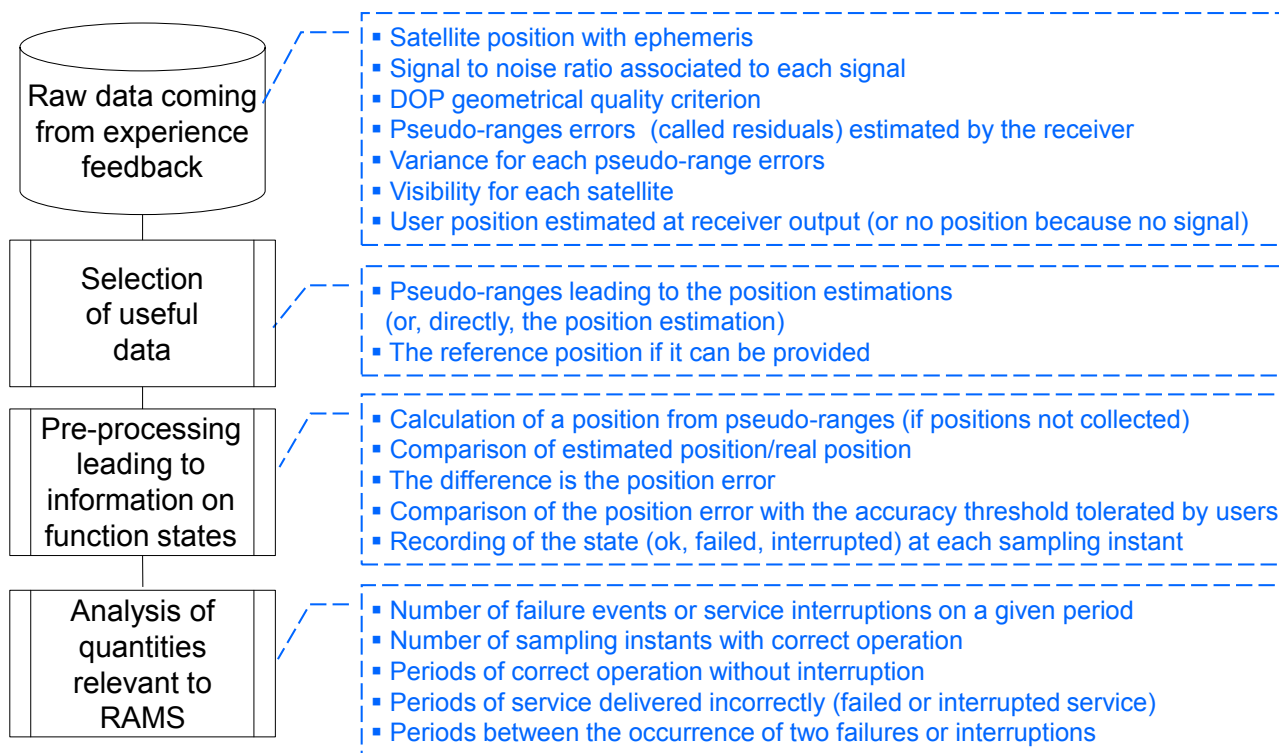 Raw data coming
from experience
feedback
▪ Satellite position with ephemeris
▪ Signal to noise ratio associated to each signal
▪ DOP geometrical quality criterion
▪ Pseudo-ranges errors (called residuals) estimated by the receiver
▪ Variance for each pseudo-range errors
▪ Visibility for each satellite
▪ User position estimated at receiver output (or no position because no signal)
Selection
of useful
data
▪ Pseudo-ranges leading to the position estimations
(or, directly, the position estimation)
▪ The reference position if it can be provided
Pre-processing
leading to
information on
function states
▪ Calculation of a position from pseudo-ranges (if positions not collected)
▪ Comparison of estimated position/real position
▪ The difference is the position error
▪ Comparison of the position error with the accuracy threshold tolerated by users
▪ Recording of the state (ok, failed, interrupted) at each sampling instant
Analysis of
quantities
relevant to
RAMS
▪ Number of failure events or service interruptions on a given period
▪ Number of sampling instants with correct operation
▪ Periods of correct operation without interruption
▪ Periods of service delivered incorrectly (failed or interrupted service)
▪ Periods between the occurrence of two failures or interruptions